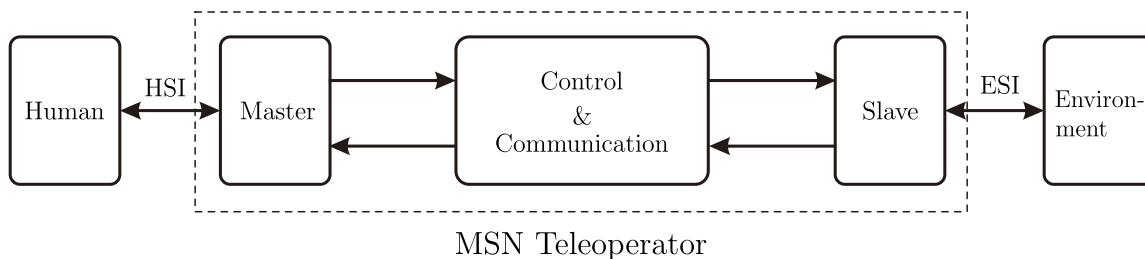 Human
HSI
Master
Control
&
Communication
Slave
ESI
Environ-
ment
MSN Teleoperator